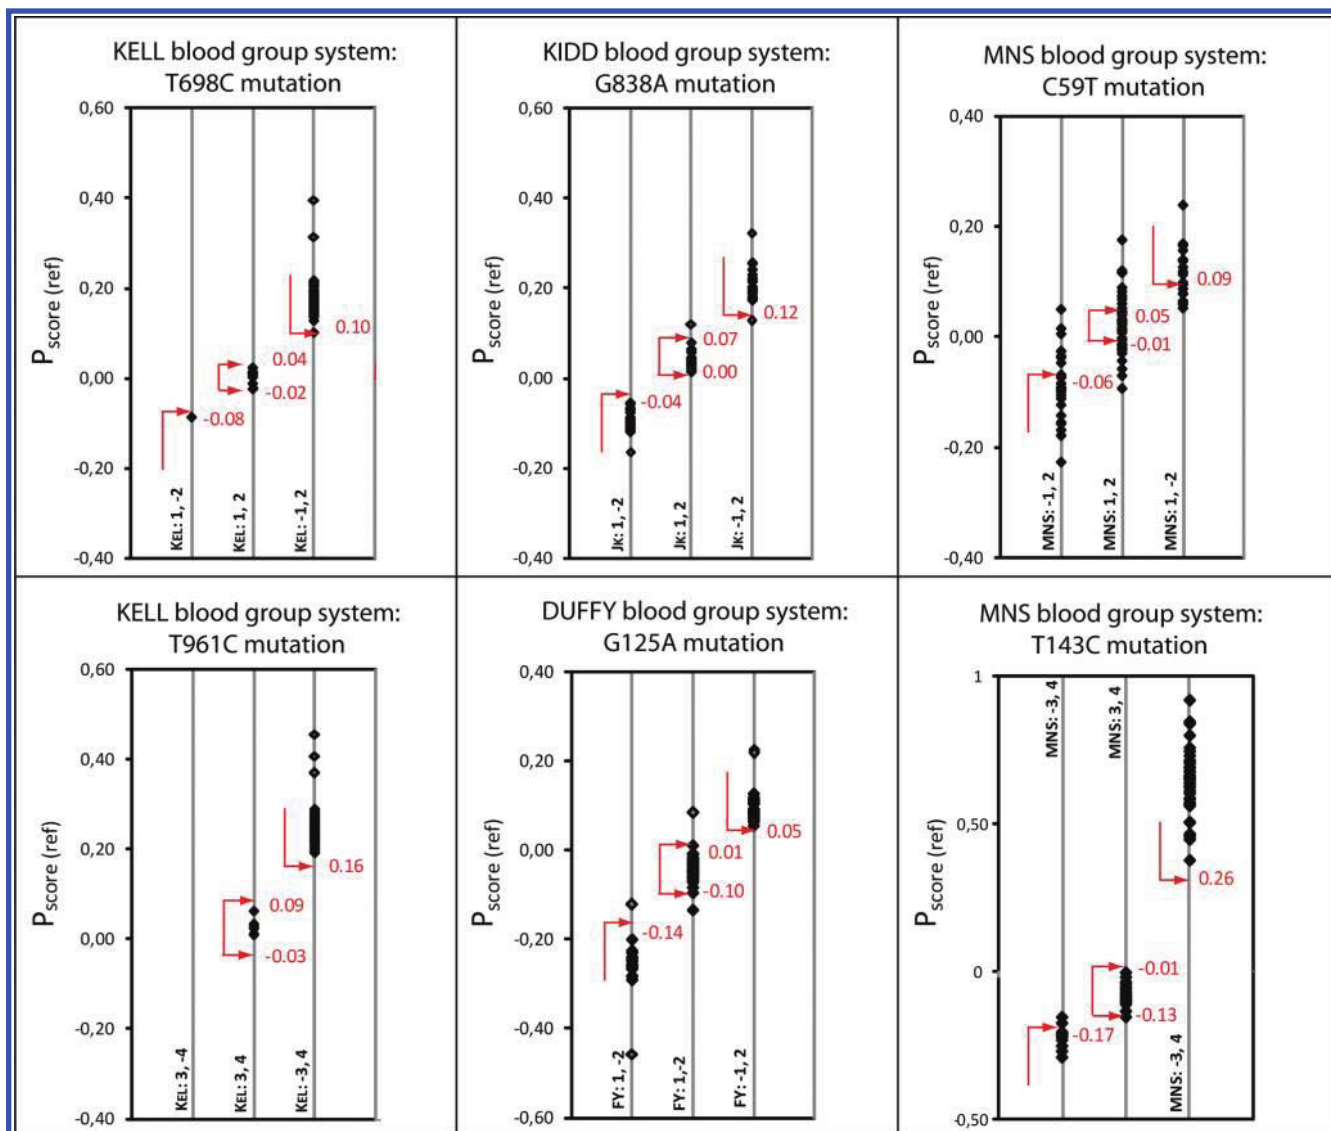 KELL blood group system:
T698C mutation
0,60
0,40
0,20
0,00
-0,20
-0,40
Pscore (ref)
0.10
0.04
-0.02
-0.08
KEL: 1, -2
KEL: 1, 2
KEL: -1, 2
KIDD blood group system:
G838A mutation
0,60
0,40
0,20
0,00
-0,20
-0,40
Pscore (ref)
0.12
0.07
0.00
-0.04
JK: 1, -2
JK: 1, 2
JK: -1, 2
MNS blood group system:
C59T mutation
0,40
0,20
0,00
-0,20
-0,40
Pscore (ref)
0.09
0.05
-0.01
-0.06
MNS: -1, 2
MNS: 1, 2
MNS: 1, -2
KELL blood group system:
T961C mutation
0,60
0,40
0,20
0,00
-0,20
-0,40
Pscore (ref)
0.16
0.09
-0.03
KEL: 3, -4
KEL: 3, 4
KEL: -3, 4
DUFFY blood group system:
G125A mutation
0,40
0,20
0,00
-0,20
-0,40
-0,60
Pscore (ref)
0.05
0.01
-0.10
-0.14
FY: 1, -2
FY: 1,-2
FY: -1, 2
MNS blood group system:
T143C mutation
1
0,50
0
-0,50
Pscore (ref)
MNS: -3, 4
MNS: 3, 4
0.26
-0.01
-0.13
-0.17
MNS: -3, 4